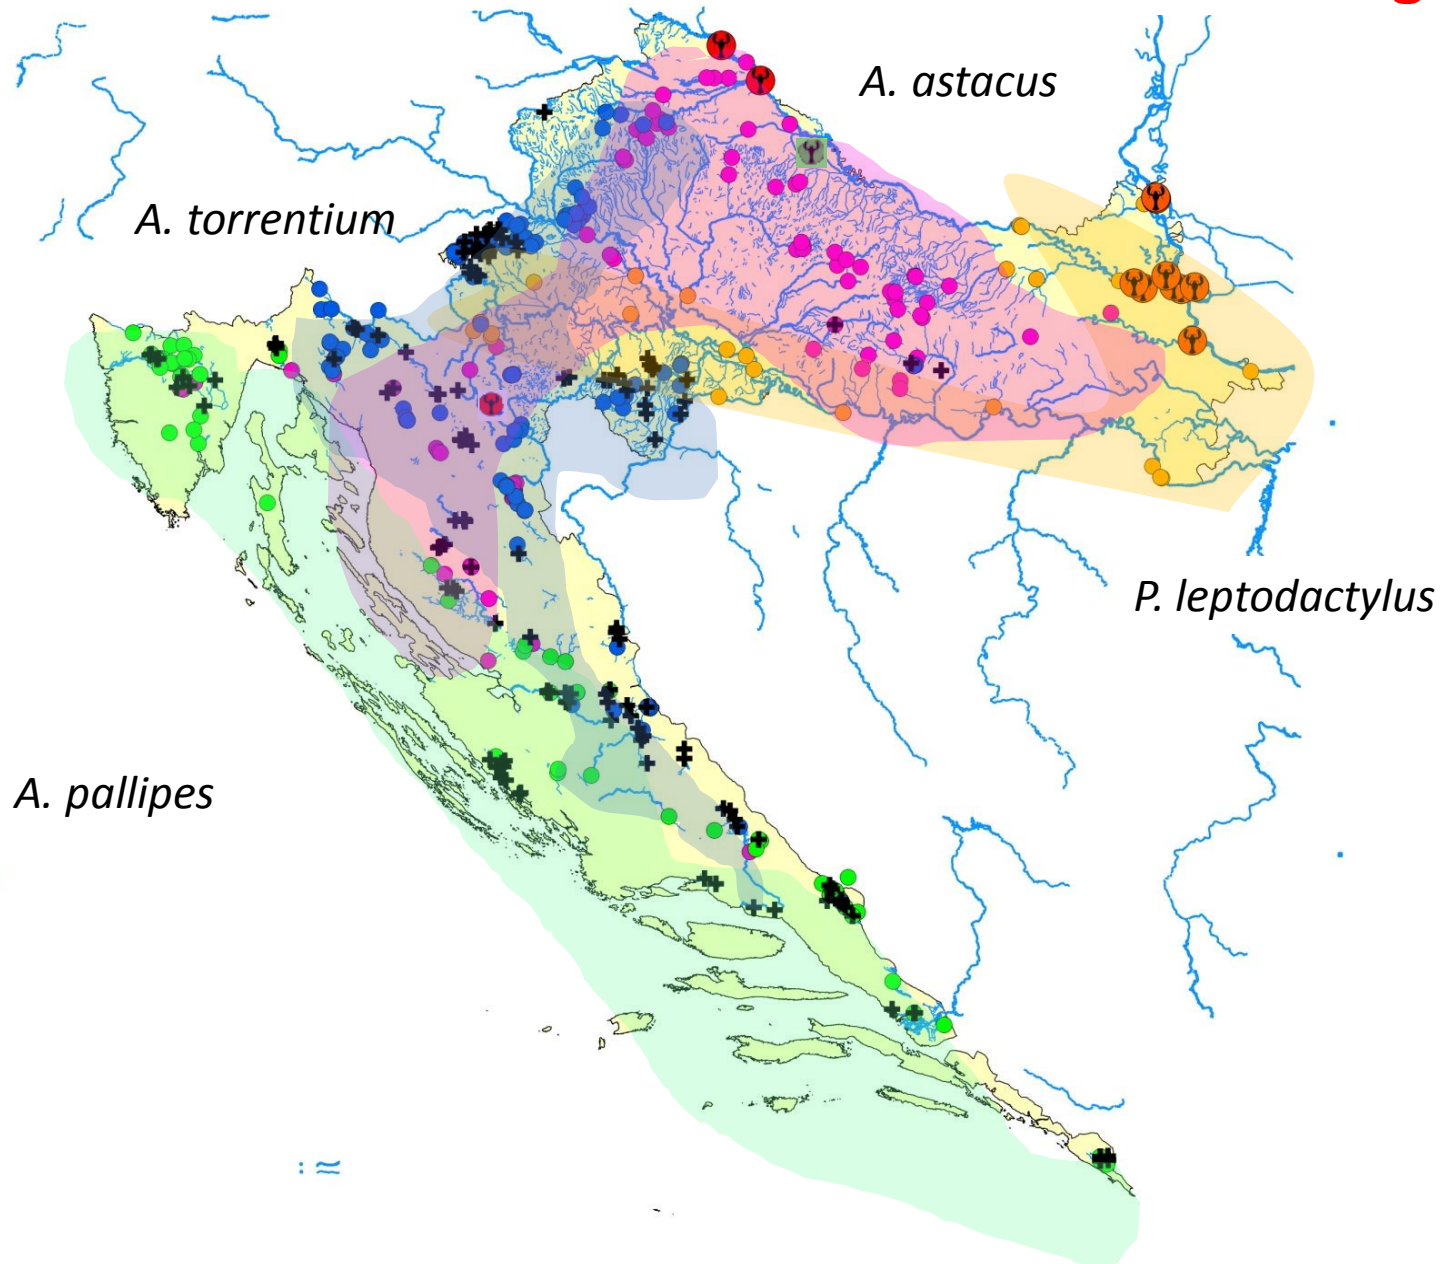 A. astacus
A. torrentium
P. leptodactylus
A. pallipes